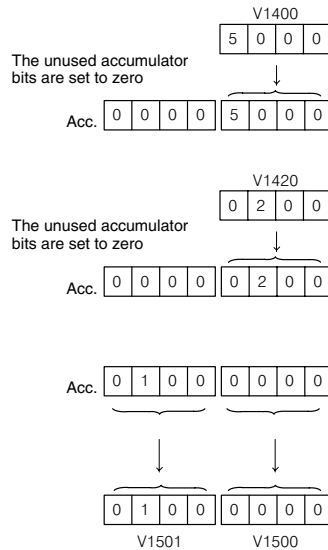 V1400
5 0 0 0
The unused accumulator
bits are set to zero
Acc. 0 0 0 0 5 0 0 0
V1420
0 2 0 0
The unused accumulator
bits are set to zero
Acc. 0 0 0 0 0 2 0 0
Acc. 0 1 0 0 0 0 0 0
0 1 0 0 0 0 0 0
V1501 V1500